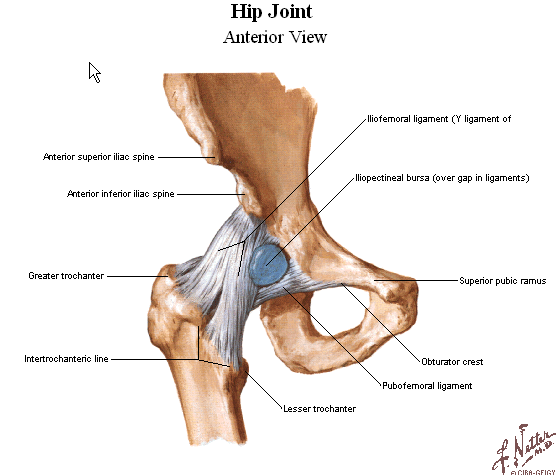 Hip Joint
Anterior View
Iliofemoral ligament (Y ligament of
Anterior superior iliac spine
Iliopectineal bursa (over gap in ligaments)
Anterior inferior iliac spine
Greater trochanter
Superior pubic ramus
Intertrochanteric line
Obturator crest
Pubofemoral ligament
Lesser trochanter
F. Netter
M.D.
© CIBA-GEIGY